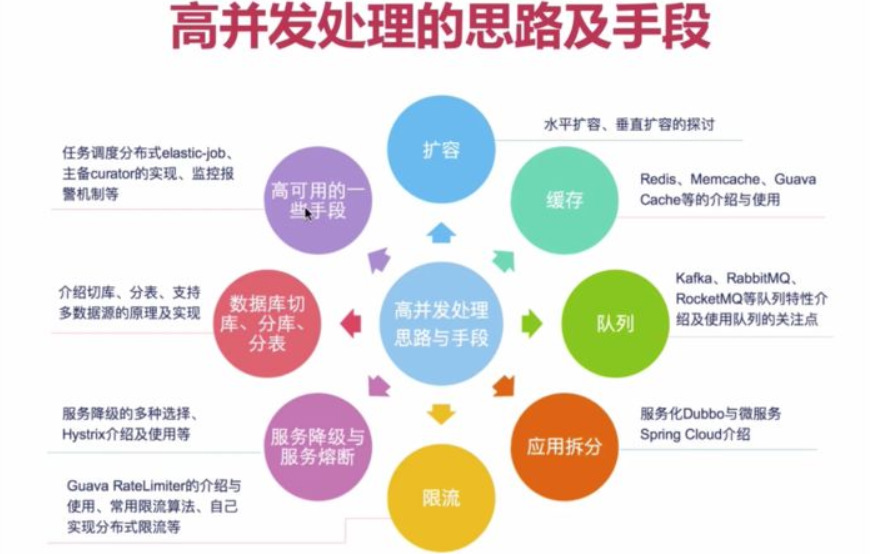 高并发处理的思路及手段
扩容
水平扩容、垂直扩容的探讨
缓存
Redis、Memcache、Guava
Cache等的介绍与使用
队列
Kafka、RabbitMQ、
RocketMQ等队列特性介
绍及使用队列的关注点
应用拆分
服务化Dubbo与微服务
Spring Cloud介绍
限流
Guava RateLimiter的介绍与
使用、常用限流算法、自己
实现分布式限流等
服务降级与
服务熔断
服务降级的多种选择、
Hystrix介绍及使用等
数据库切
库、分库、
分表
介绍切库、分表、支持
多数据源的原理及实现
高可用的一
些手段
任务调度分布式elastic-job、
主备curator的实现、监控报
警机制等
高并发处理
思路与手段